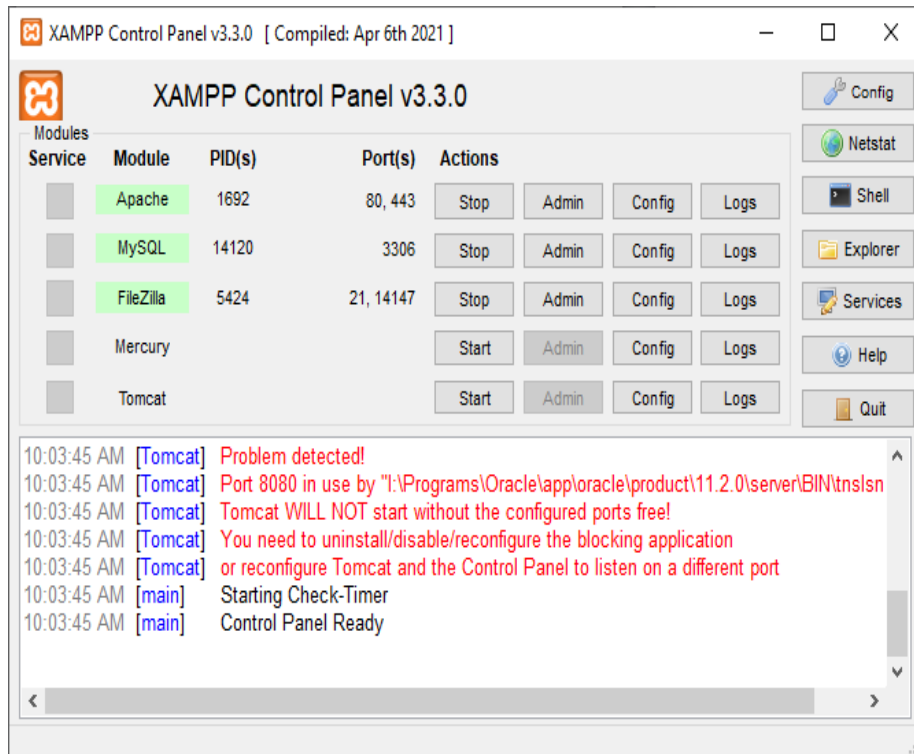 XAMPP Control Panel v3.3.0 [ Compiled: Apr 6th 2021 ]
XAMPP Control Panel v3.3.0
Config
Modules
Netstat
Service Module PID(s) Port(s) Actions
Apache 1692 80, 443 Stop Admin Config Logs
Shell
MySQL 14120 3306 Stop Admin Config Logs
Explorer
FileZilla 5424 21, 14147 Stop Admin Config Logs
Services
Mercury Start Admin Config Logs
Help
Tomcat Start Admin Config Logs
Quit
10:03:45 AM [Tomcat] Problem detected!
10:03:45 AM [Tomcat] Port 8080 in use by "I:\Programs\Oracle\app\oracle\product\11.2.0\server\BIN\tnslsn
10:03:45 AM [Tomcat] Tomcat WILL NOT start without the configured ports free!
10:03:45 AM [Tomcat] You need to uninstall/disable/reconfigure the blocking application
10:03:45 AM [Tomcat] or reconfigure Tomcat and the Control Panel to listen on a different port
10:03:45 AM [main] Starting Check-Timer
10:03:45 AM [main] Control Panel Ready